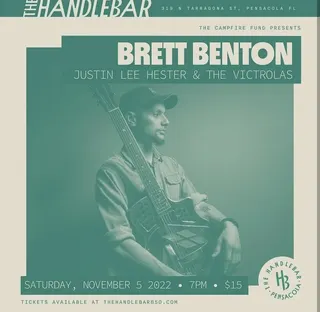 THE HANDLEBAR
319 N TARRAGONA ST, PENSACOLA FL
THE CAMPFIRE FUND PRESENTS
BRETT BENTON
JUSTIN LEE HESTER & THE VICTROLAS
SATURDAY, NOVEMBER 5 2022 • 7PM • $15
TICKETS AVAILABLE AT THEHANDLEBAR850.COM
THE HANDLEBAR
HB
PENSACOLA